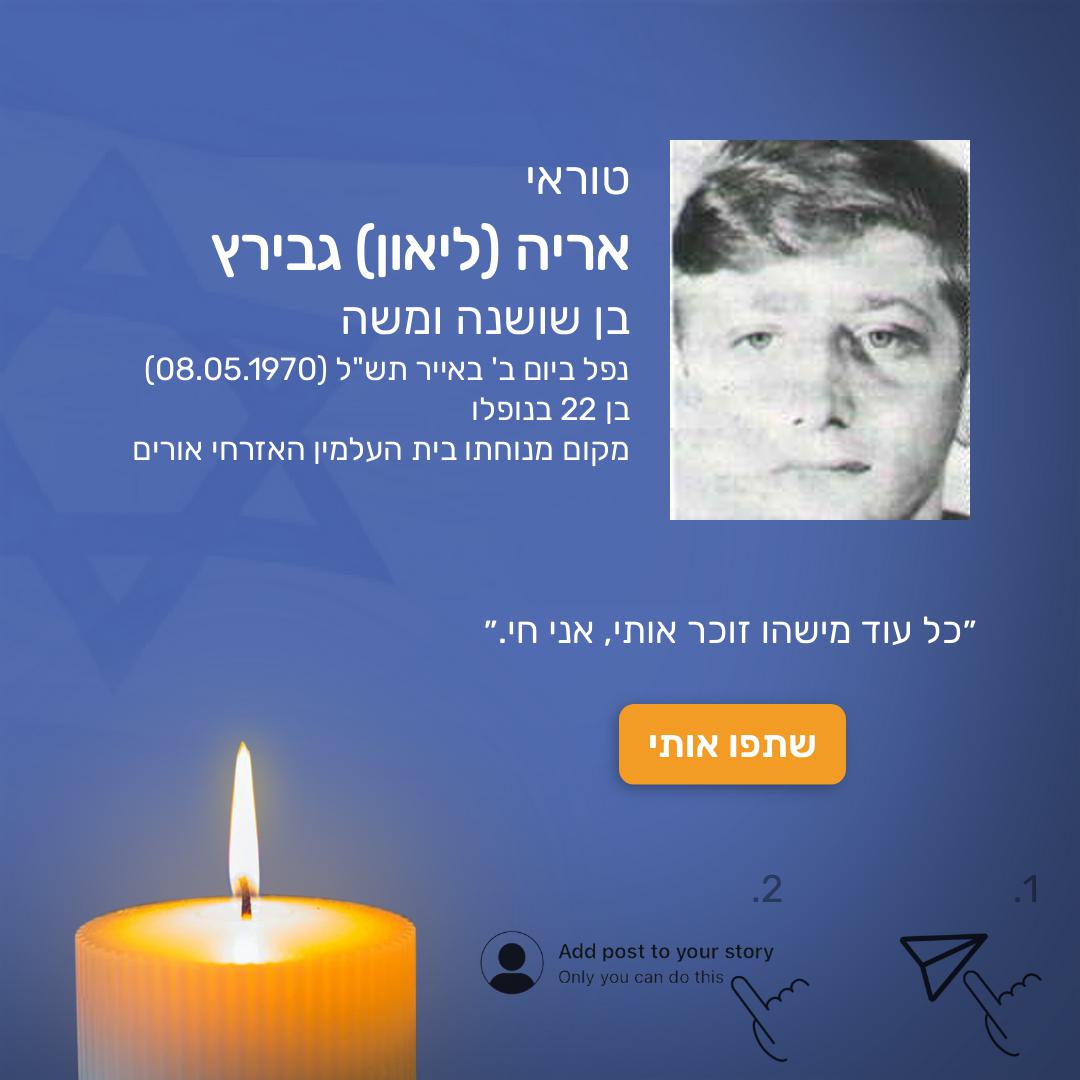 טוראי
אריה (ליאון) גבירץ
בן שושנה ומשה
נפל ביום ב' באייר תש"ל (08.05.1970)
בן 22 בנופלו
מקום מנוחתו בית העלמין האזרחי אורים
״כל עוד מישהו זוכר אותי, אני חי.״
שתפו אותי
1.
2.
Add post to your story
Only you can do this